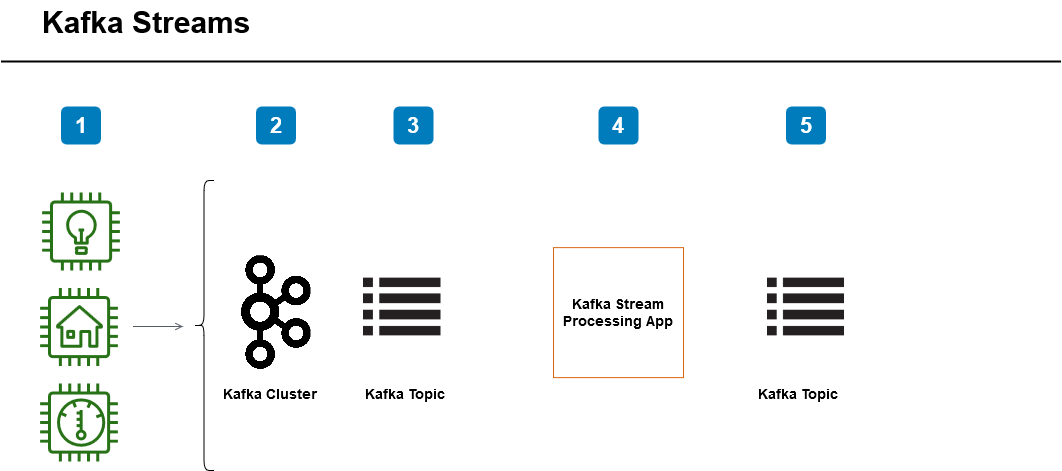 Kafka Streams
1
2
3
4
5
Kafka Stream
Processing App
Kafka Cluster
Kafka Topic
Kafka Topic